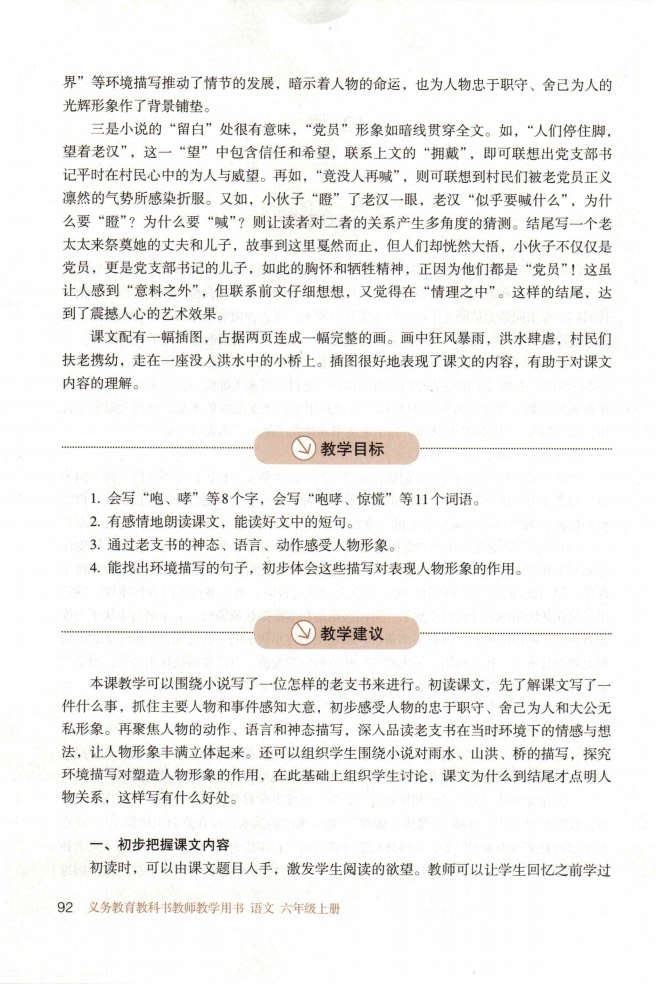 界”等环境描写推动了情节的发展，暗示着人物的命运，也为人物忠于职守、舍己为人的
光辉形象作了背景铺垫。
三是小说的“留白”处很有意味，“党员”形象如暗线贯穿全文。如，“人们停住脚，
望着老汉”，这一“望”中包含信任和希望，联系上文的“拥戴”，即可联想出党支部书
记平时在村民心中的为人与威望。再如，“竟没人再喊”，则可联想到村民们被老党员正义
凛然的气势所感染折服。又如，小伙子“瞪”了老汉一眼，老汉“似乎要喊什么”，为什
么要“瞪”？为什么要“喊”？则让读者对二者的关系产生多角度的猜测。结尾写一个老
太太来祭奠她的丈夫和儿子，故事到这里戛然而止，但人们却恍然大悟，小伙子不仅仅是
党员，更是党支部书记的儿子，如此的胸怀和牺牲精神，正因为他们都是“党员”！这虽
让人感到“意料之外”，但联系前文仔细想想，又觉得在“情理之中”。这样的结尾，达
到了震撼人心的艺术效果。
课文配有一幅插图，占据两页连成一幅完整的画。画中狂风暴雨，洪水肆虐，村民们
扶老携幼，走在一座没入洪水中的小桥上。插图很好地表现了课文的内容，有助于对课文
内容的理解。
教学目标
1. 会写“咆、哮”等8个字，会写“咆哮、惊慌”等11个词语。
2. 有感情地朗读课文，能读好文中的短句。
3. 通过老支书的神态、语言、动作感受人物形象。
4. 能找出环境描写的句子，初步体会这些描写对表现人物形象的作用。
教学建议
本课教学可以围绕小说写了一位怎样的老支书来进行。初读课文，先了解课文写了一
件什么事，抓住主要人物和事件感知大意，初步感受人物的忠于职守、舍己为人和大公无
私形象。再聚焦人物的动作、语言和神态描写，深入品读老支书在当时环境下的情感与想
法，让人物形象丰满立体起来。还可以组织学生围绕小说对雨水、山洪、桥的描写，探究
环境描写对塑造人物形象的作用，在此基础上组织学生讨论，课文为什么到结尾才点明人
物关系，这样写有什么好处。
一、初步把握课文内容
初读时，可以由课文题目入手，激发学生阅读的欲望。教师可以让学生回忆之前学过
92 义务教育教科书教师教学用书 语文 六年级上册